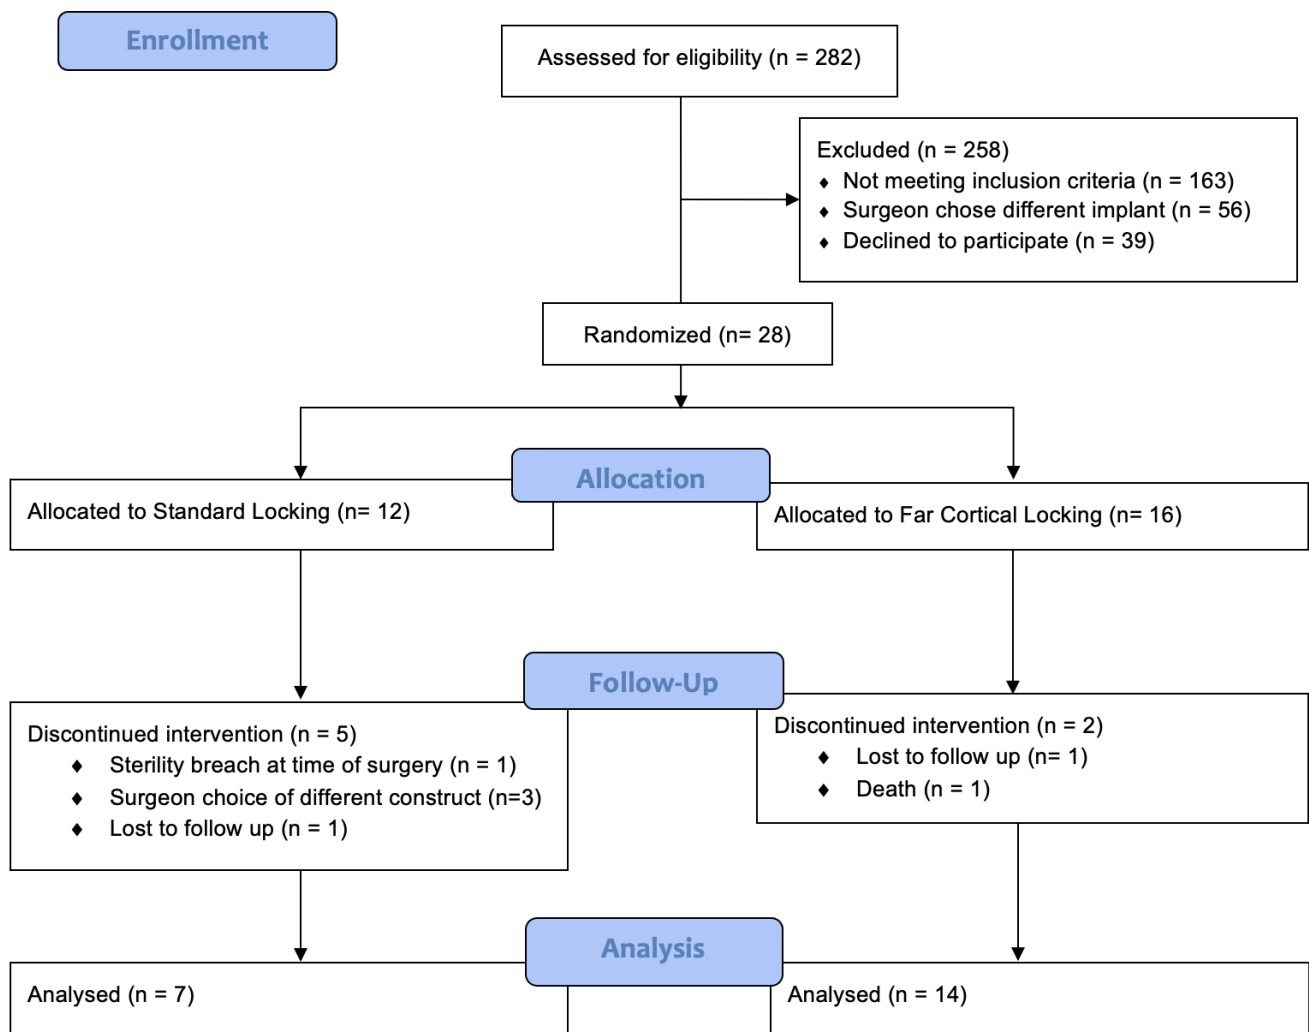 Enrollment
Assessed for eligibility (n = 282)
Excluded (n = 258)
♦ Not meeting inclusion criteria (n = 163)
♦ Surgeon chose different implant (n = 56)
♦ Declined to participate (n = 39)
Randomized (n= 28)
Allocation
Allocated to Standard Locking (n= 12)
Allocated to Far Cortical Locking (n= 16)
Follow-Up
Discontinued intervention (n = 5)
♦ Sterility breach at time of surgery (n = 1)
♦ Surgeon choice of different construct (n=3)
♦ Lost to follow up (n = 1)
Discontinued intervention (n = 2)
♦ Lost to follow up (n= 1)
♦ Death (n = 1)
Analysis
Analysed (n = 7)
Analysed (n = 14)